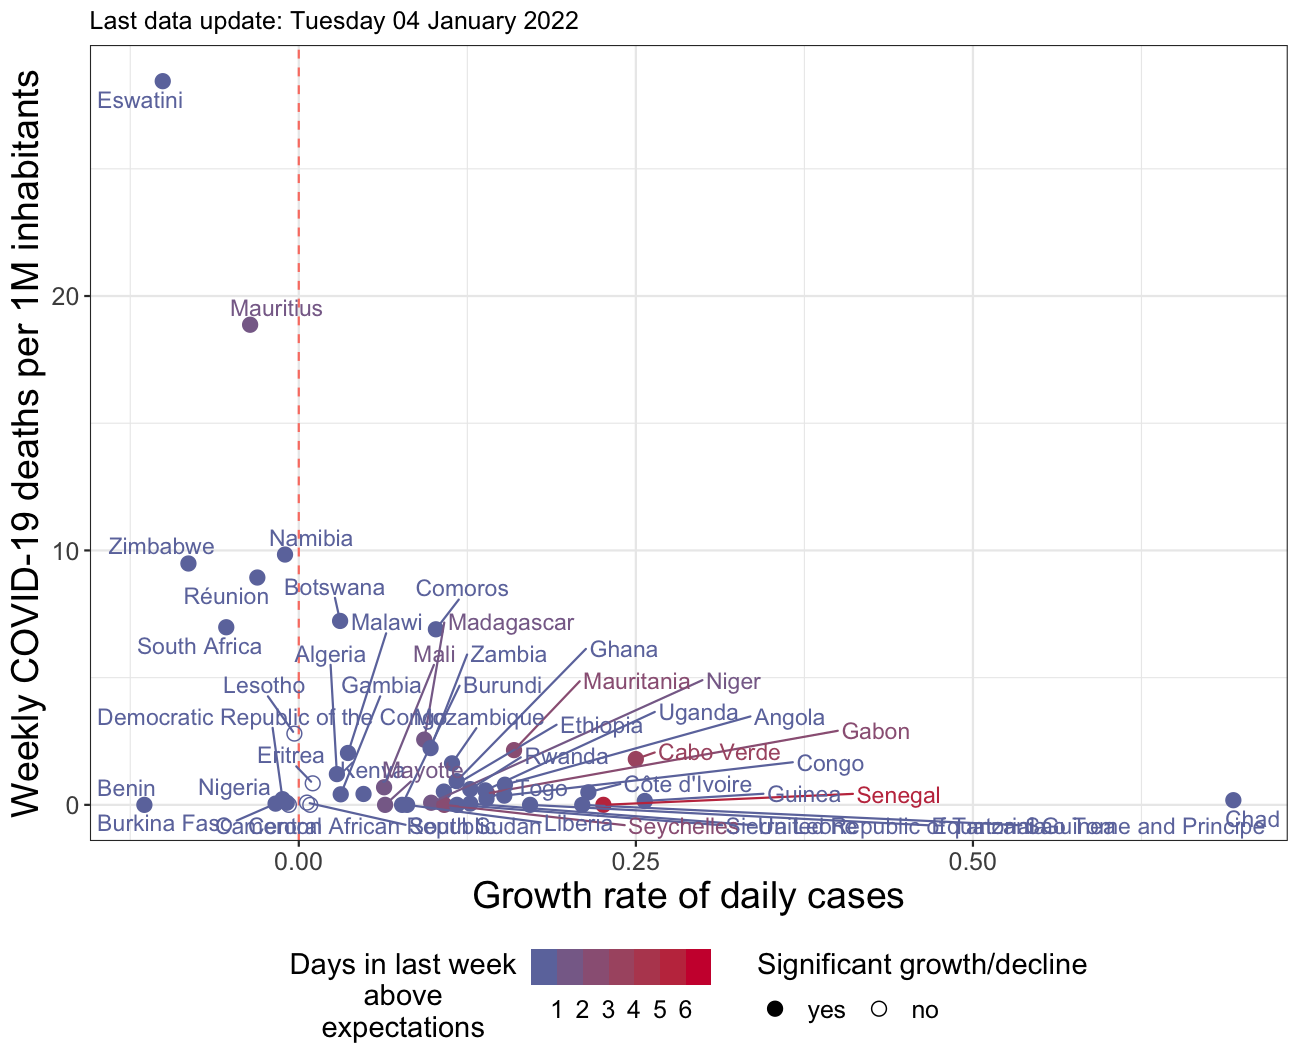 Last data update: Tuesday 04 January 2022
Weekly COVID-19 deaths per 1M inhabitants
20
10
0
Eswatini
Mauritius
Zimbabwe
Namibia
Réunion
Botswana
Comoros
South Africa
Malawi
Madagascar
Algeria
Mali
Zambia
Ghana
Lesotho
Gambia
Burundi
Mauritania
Niger
Democratic Republic of the Congo
Mozambique
Ethiopia
Uganda
Angola
Gabon
Eritrea
Kenya
Mayotte
Rwanda
Cabo Verde
Congo
Benin
Nigeria
Togo
Côte d'Ivoire
Guinea
Senegal
Chad
Burkina Faso
Cameroon
Central African Republic
South Sudan
Liberia
Seychelles
Sierra Leone
United Republic of Tanzania
Equatorial Guinea
Sao Tome and Principe
0.00
0.25
0.50
Growth rate of daily cases
Days in last week
above
expectations
1 2 3 4 5 6
Significant growth/decline
yes
no